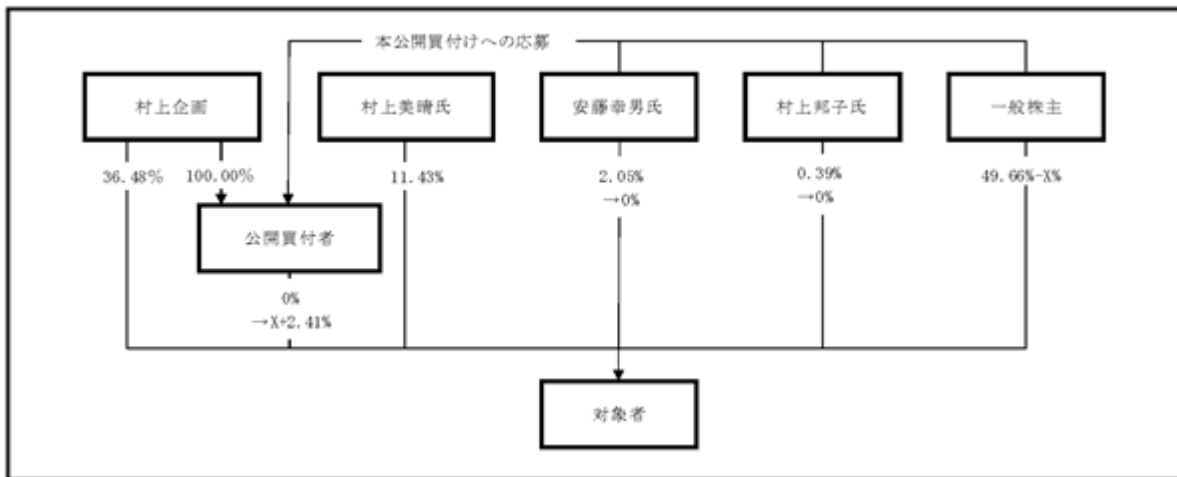 本公開買付けへの応募
村上企画
村上美晴氏
安藤幸男氏
村上邦子氏
一般株主
36.48%
100.00%
11.43%
2.05%
→0%
0.39%
→0%
49.66%-X%
公開買付者
0%
→X+2.41%
対象者